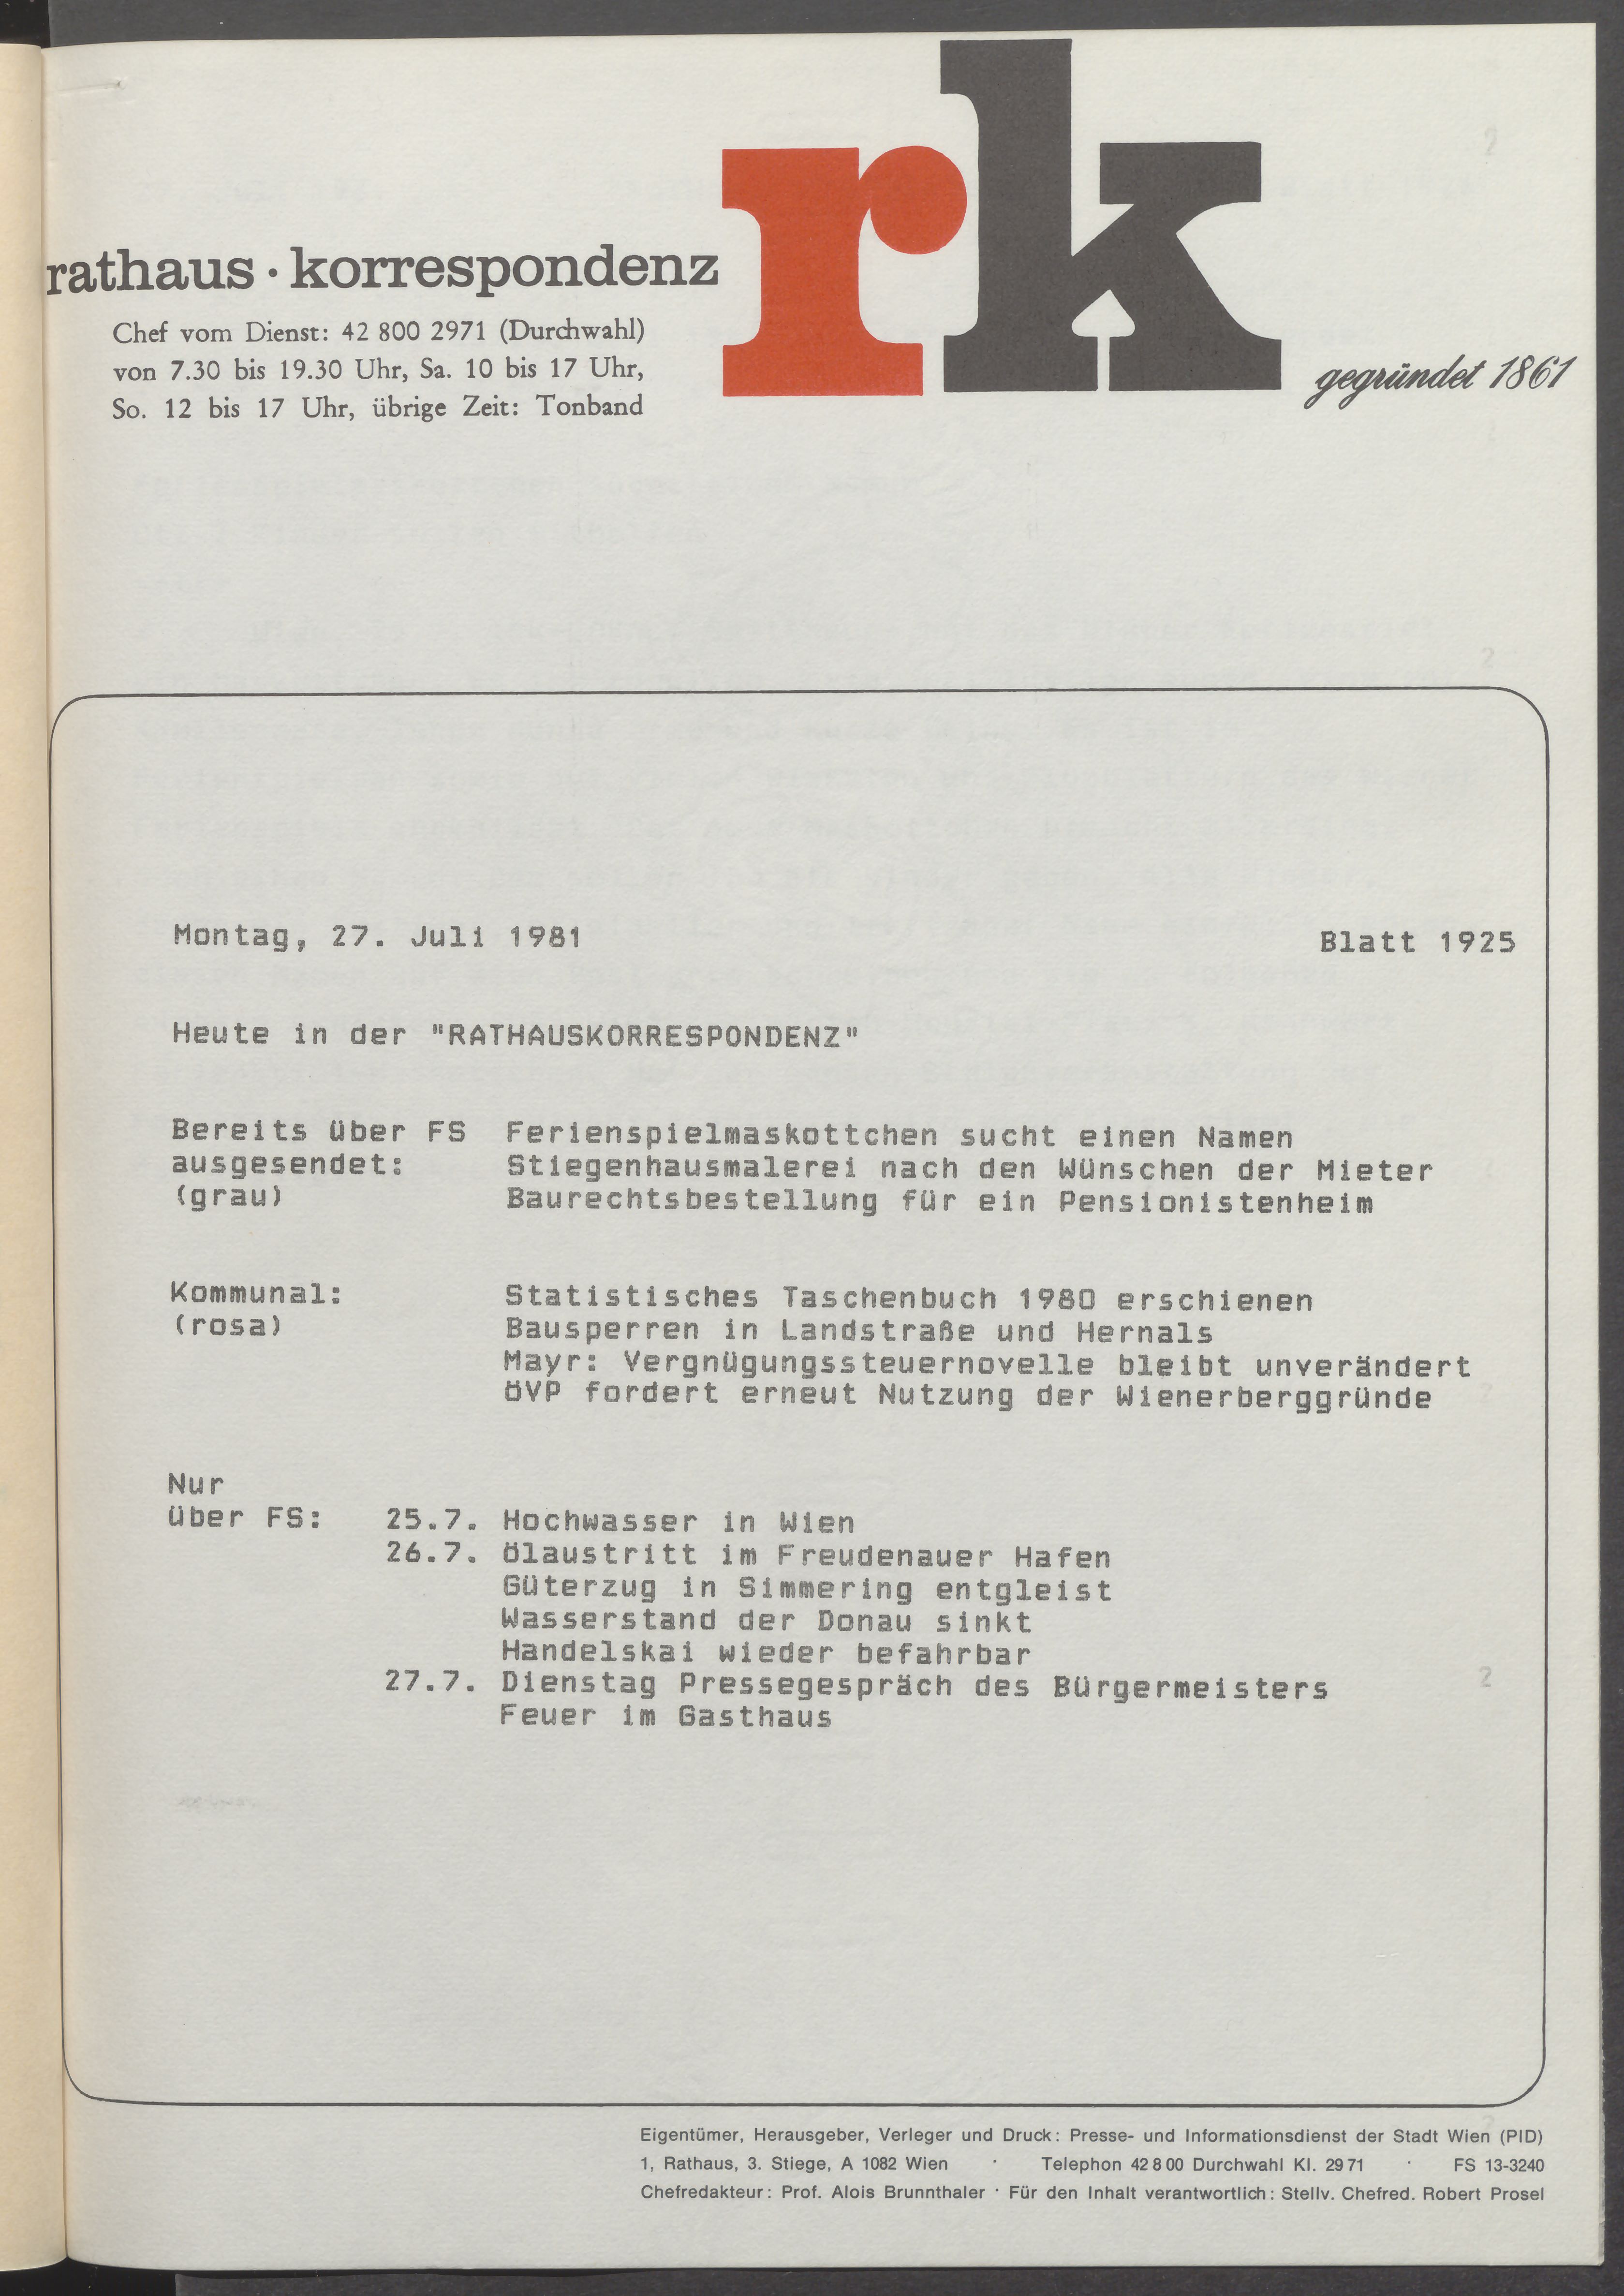 rk
rathaus · korrespondenz
Chef vom Dienst: 42 800 2971 (Durchwahl)
von 7.30 bis 19.30 Uhr, Sa. 10 bis 17 Uhr,
So. 12 bis 17 Uhr, übrige Zeit: Tonband
gegründet 1861
Montag, 27. Juli 1981 Blatt 1925
Heute in der "RATHAUSKORRESPONDENZ"
Bereits über FS Ferienspielmaskottchen sucht einen Namen
ausgesendet: Stiegenhausmalerei nach den Wünschen der Mieter
(grau) Baurechtsbestellung für ein Pensionistenheim
Kommunal: Statistisches Taschenbuch 1980 erschienen
(rosa) Bausperren in Landstraße und Hernals
Mayr: Vergnügungssteuernovelle bleibt unverändert
ÖVP fordert erneut Nutzung der Wienerberggründe
Nur
über FS: 25.7. Hochwasser in Wien
26.7. Ölaustritt im Freudenauer Hafen
Güterzug in Simmering entgleist
Wasserstand der Donau sinkt
Handelskai wieder befahrbar
27.7. Dienstag Pressegespräch des Bürgermeisters
Feuer im Gasthaus
Eigentümer, Herausgeber, Verleger und Druck: Presse- und Informationsdienst der Stadt Wien (PID)
1, Rathaus, 3. Stiege, A 1082 Wien · Telephon 42 8 00 Durchwahl Kl. 29 71 · FS 13-3240
Chefredakteur: Prof. Alois Brunnthaler · Für den Inhalt verantwortlich: Stellv. Chefred. Robert Prosel